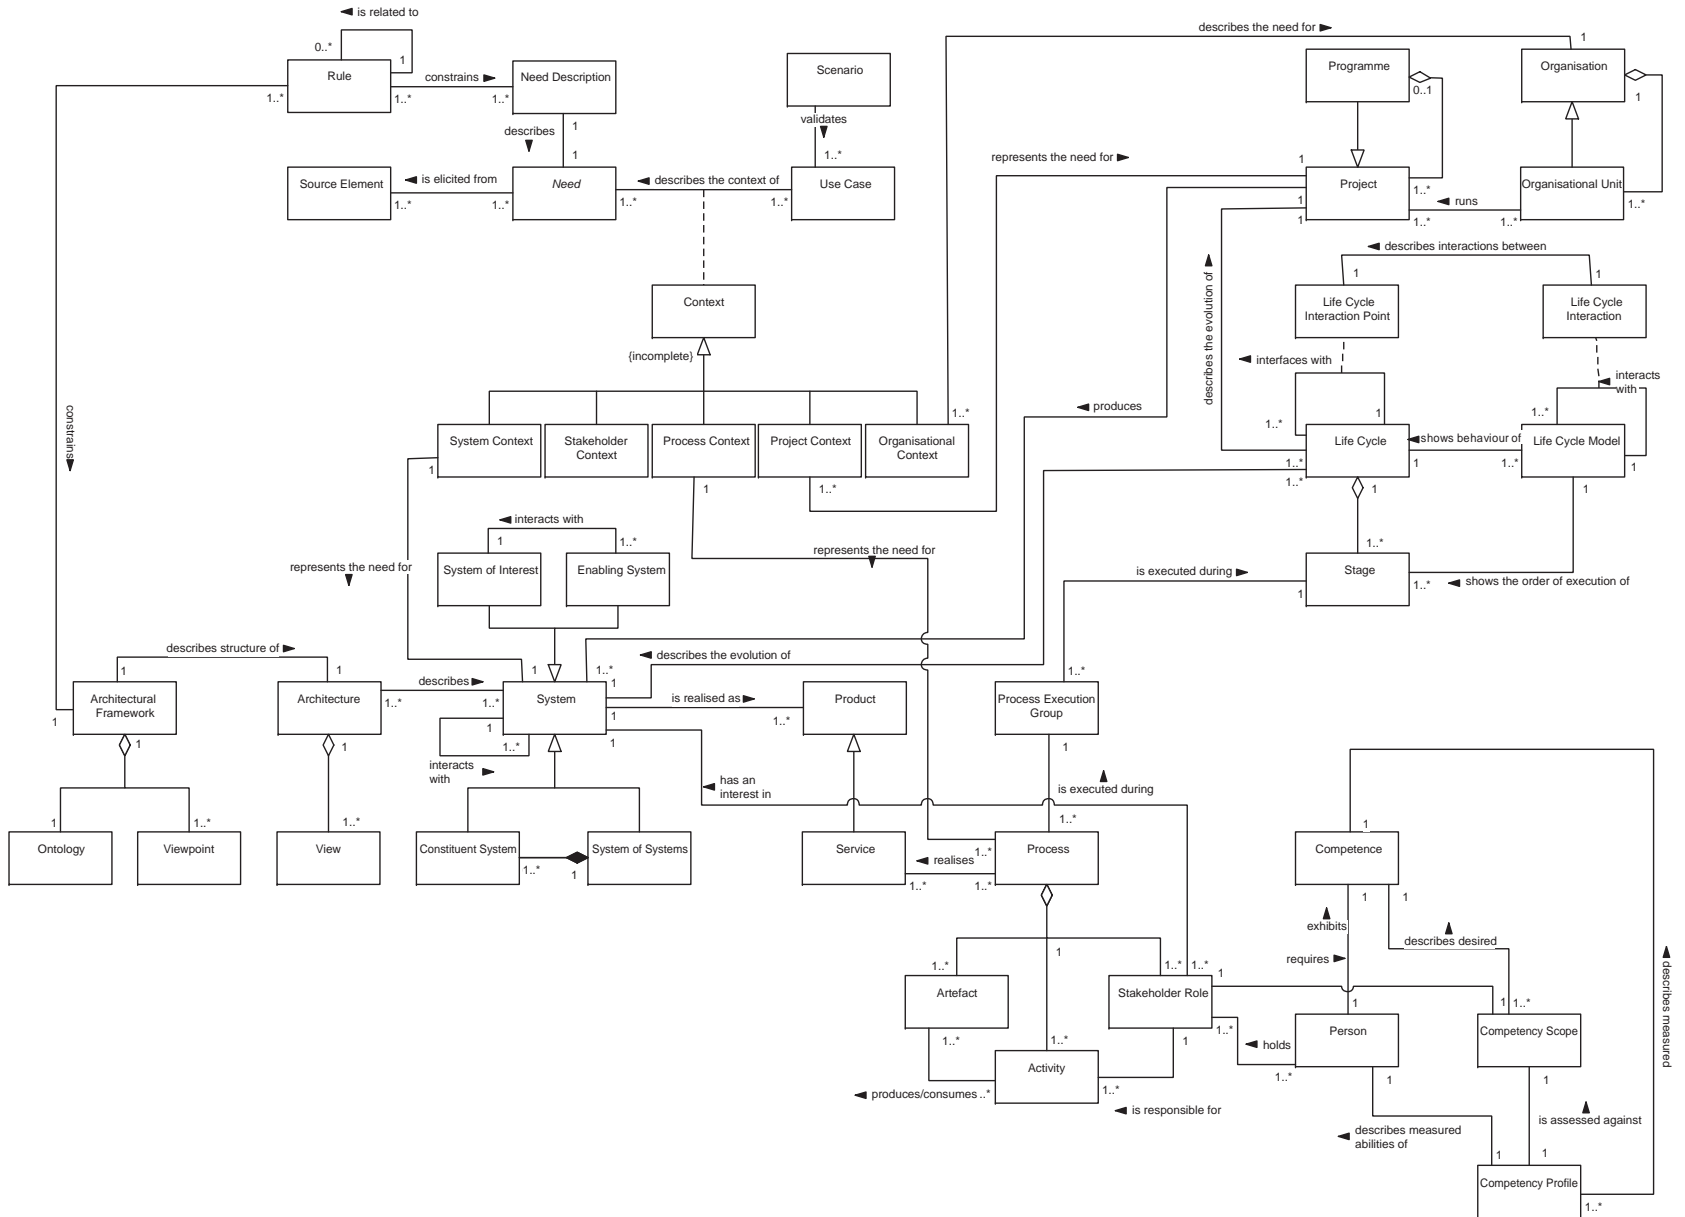 is related to
0..*
1
Rule
1..*
constrains
1..*
1..*
Need Description
1
describes
1
Scenario
validates
1..*
Source Element
1..*
is elicited from
1..*
Need
1..*
describes the context of
1..*
Use Case
describes the need for
1
Programme
0..1
Organisation
1
represents the need for
1
Project
1..*
1
1
1..*
runs
1..*
Organisational Unit
1..*
describes interactions between
1
1
Life Cycle
Interaction Point
Life Cycle
Interaction
describes the evolution of
interfaces with
interacts
with
Context
{incomplete}
produces
1..*
1..*
1
1..*
System Context
Stakeholder
Context
Process Context
Project Context
Organisational
Context
Life Cycle
shows behaviour of
Life Cycle Model
1
1
1..*
1..*
1..*
1
1
1..*
1
1
constrains
interacts with
1
1..*
System of Interest
Enabling System
represents the need for
represents the need for
1..*
Stage
is executed during
1
1..*
shows the order of execution of
describes structure of
1
1
describes the evolution of
1
1..*
1
1..*
Architectural
Framework
1
1
Architecture
1..*
1
describes
1..*
System
1
1..*
1
1
interacts
with
is realised as
1..*
Product
Process Execution
Group
1
has an
interest in
is executed during
1..*
1
1..*
1..*
Ontology
Viewpoint
View
Constituent System
1..*
1
System of Systems
Service
realises
1..*
1..*
1..*
Process
1
Competence
1
1
exhibits
describes desired
requires
describes measured
1..*
1
1..*
1..*
1
Artefact
Stakeholder Role
1..*
1..*
1..*
1
1
1
1..*
Person
Competency Scope
holds
1..*
Activity
produces/consumes
..*
1..*
is responsible for
1
1
is assessed against
describes measured
abilities of
1
1
Competency Profile
1..*